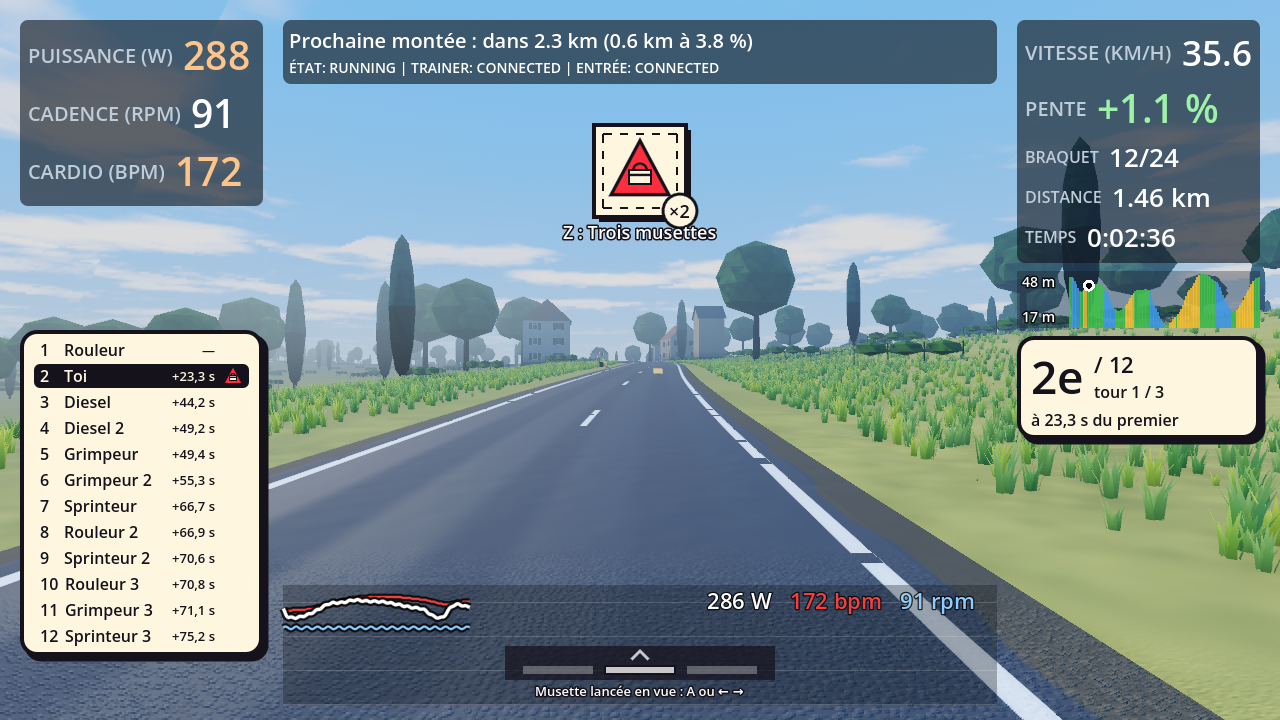 PUISSANCE (W) 288
CADENCE (RPM) 91
CARDIO (BPM) 172
Prochaine montée : dans 2.3 km (0.6 km à 3.8 %)
ÉTAT: RUNNING | TRAINER: CONNECTED | ENTRÉE: CONNECTED
VITESSE (KM/H) 35.6
PENTE +1.1 %
BRAQUET 12/24
DISTANCE 1.46 km
TEMPS 0:02:36
×2
Z : Trois musettes
48 m
17 m
1 Rouleur —
2 Toi +23,3 s
3 Diesel +44,2 s
4 Diesel 2 +49,2 s
5 Grimpeur +49,4 s
6 Grimpeur 2 +55,3 s
7 Sprinteur +66,7 s
8 Rouleur 2 +66,9 s
9 Sprinteur 2 +70,6 s
10 Rouleur 3 +70,8 s
11 Grimpeur 3 +71,1 s
12 Sprinteur 3 +75,2 s
2e / 12
tour 1 / 3
à 23,3 s du premier
286 W 172 bpm 91 rpm
Musette lancée en vue : A ou ← →